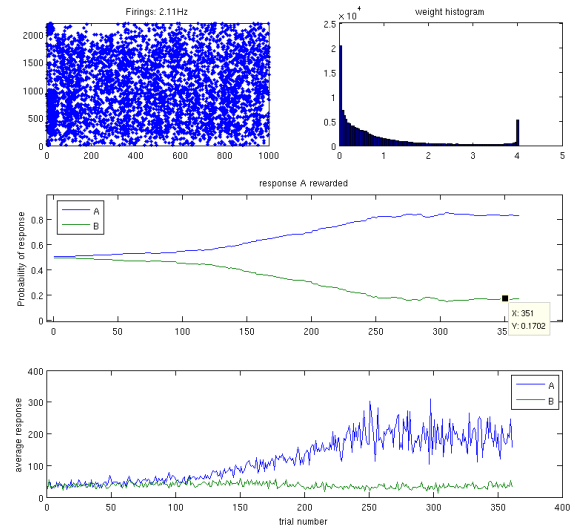 Firings: 2.11Hz
2000
1500
1000
500
0
0 200 400 600 800 1000
weight histogram
2.5 × 10⁴
2
1.5
1
0.5
0
0 1 2 3 4 5
response A rewarded
Probability of response
0.8
0.6
0.4
0.2
0
A
B
X: 351
Y: 0.1702
0 50 100 150 200 250 300
average response
400
300
200
100
0
A
B
0 50 100 150 200 250 300 350 400
trial number